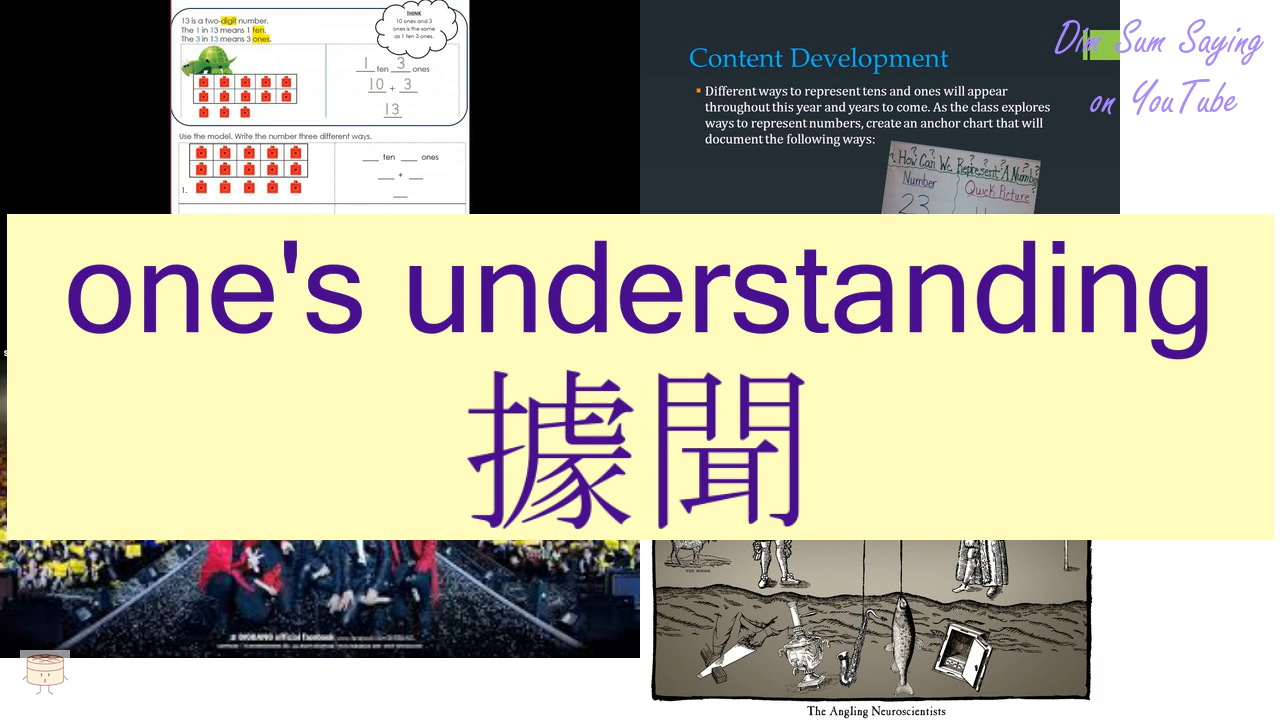 13 is a two-digit number.
The 1 in 13 means 1 ten.
The 3 in 13 means 3 ones.
THINK
10 ones and 3
ones is the same
as 1 ten 3 ones.
1 ten 3 ones
10 + 3
13
Use the model. Write the number three different ways.
___ ten ___ ones
___ + ___
___
1.
Content Development
Different ways to represent tens and ones will appear
throughout this year and years to come. As the class explores
ways to represent numbers, create an anchor chart that will
document the following ways:
How Can We Represent A Number
Number
Quick Picture
23
Dim Sum Saying
on YouTube
one's understanding
據聞
The Angling Neuroscientists